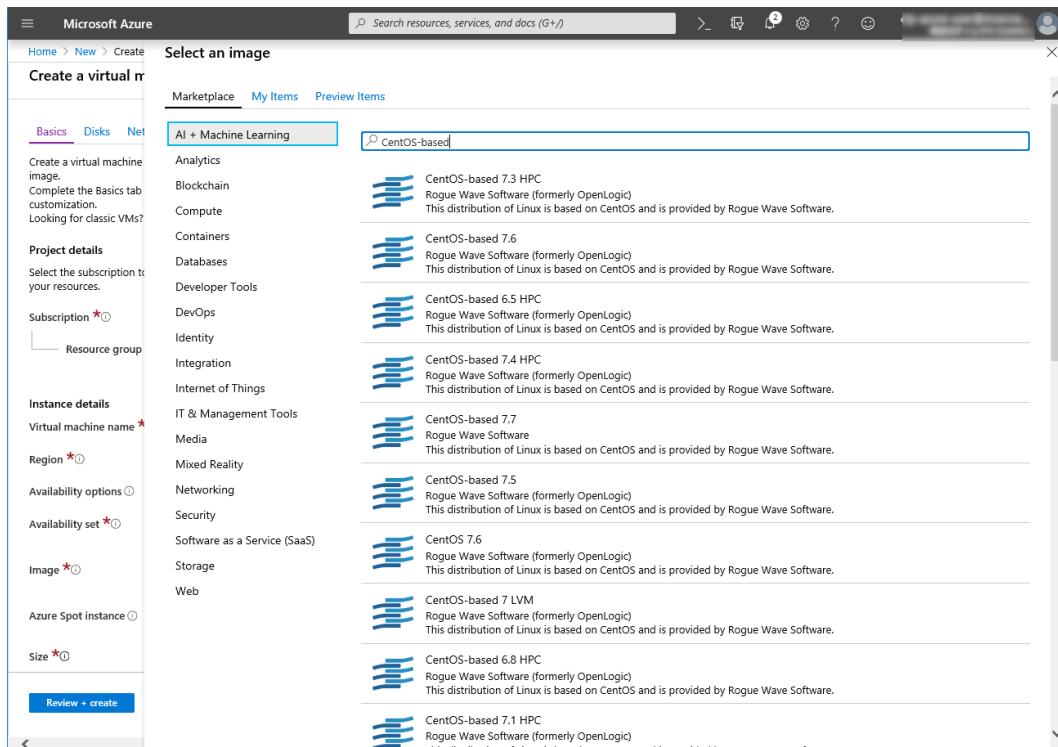 Microsoft Azure
Search resources, services, and docs (G+/)
2
Home > New > Create
Create a virtual m
Basics Disks Net
Create a virtual machine
image.
Complete the Basics tab
customization.
Looking for classic VMs?
Project details
Select the subscription to
your resources.
Subscription *
Resource group
Instance details
Virtual machine name *
Region *
Availability options
Availability set *
Image *
Azure Spot instance
Size *
Review + create
Select an image
Marketplace My Items Preview Items
AI + Machine Learning
Analytics
Blockchain
Compute
Containers
Databases
Developer Tools
DevOps
Identity
Integration
Internet of Things
IT & Management Tools
Media
Mixed Reality
Networking
Security
Software as a Service (SaaS)
Storage
Web
CentOS-based
CentOS-based 7.3 HPC
Rogue Wave Software (formerly OpenLogic)
This distribution of Linux is based on CentOS and is provided by Rogue Wave Software.
CentOS-based 7.6
Rogue Wave Software (formerly OpenLogic)
This distribution of Linux is based on CentOS and is provided by Rogue Wave Software.
CentOS-based 6.5 HPC
Rogue Wave Software (formerly OpenLogic)
This distribution of Linux is based on CentOS and is provided by Rogue Wave Software.
CentOS-based 7.4 HPC
Rogue Wave Software (formerly OpenLogic)
This distribution of Linux is based on CentOS and is provided by Rogue Wave Software.
CentOS-based 7.7
Rogue Wave Software
This distribution of Linux is based on CentOS and is provided by Rogue Wave Software.
CentOS-based 7.5
Rogue Wave Software (formerly OpenLogic)
This distribution of Linux is based on CentOS and is provided by Rogue Wave Software.
CentOS 7.6
Rogue Wave Software (formerly OpenLogic)
This distribution of Linux is based on CentOS and is provided by Rogue Wave Software.
CentOS-based 7 LVM
Rogue Wave Software (formerly OpenLogic)
This distribution of Linux is based on CentOS and is provided by Rogue Wave Software.
CentOS-based 6.8 HPC
Rogue Wave Software (formerly OpenLogic)
This distribution of Linux is based on CentOS and is provided by Rogue Wave Software.
CentOS-based 7.1 HPC
Rogue Wave Software (formerly OpenLogic)